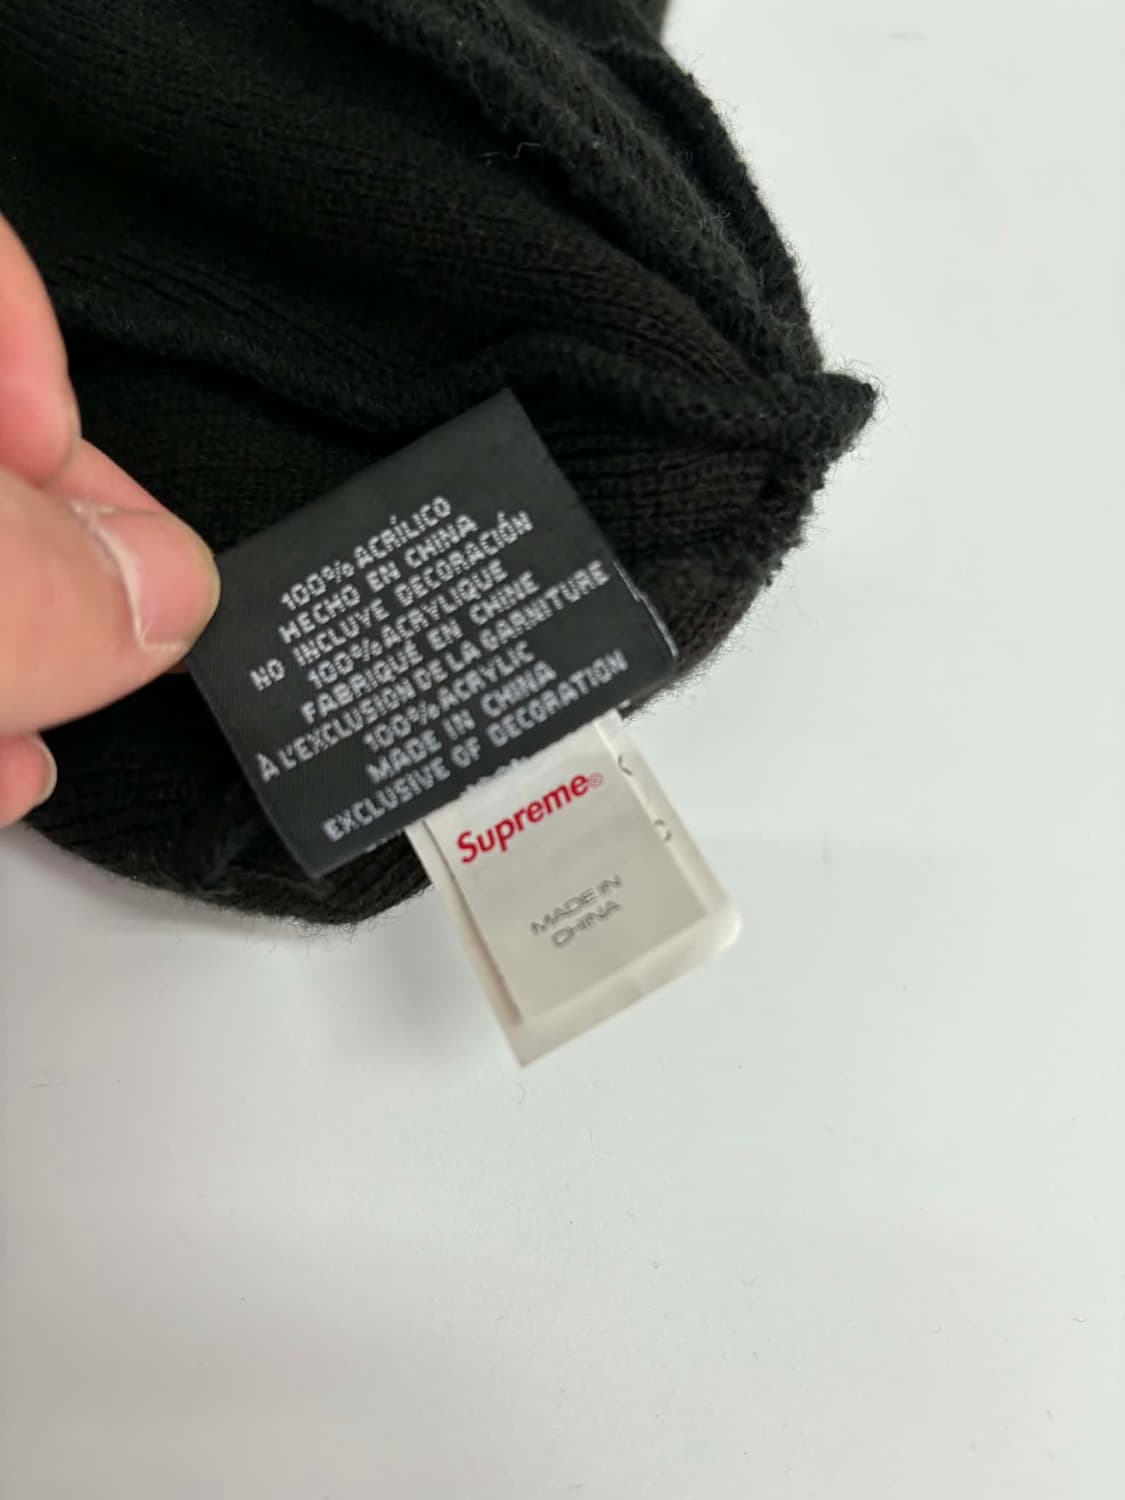 100% ACRÍLICO
HECHO EN CHINA
NO INCLUYE DECORACIÓN
100% ACRYLIQUE
FABRIQUÉ EN CHINE
À L'EXCLUSION DE LA GARNITURE
100% ACRYLIC
MADE IN CHINA
EXCLUSIVE OF DECORATION
Supreme®
MADE IN
CHINA